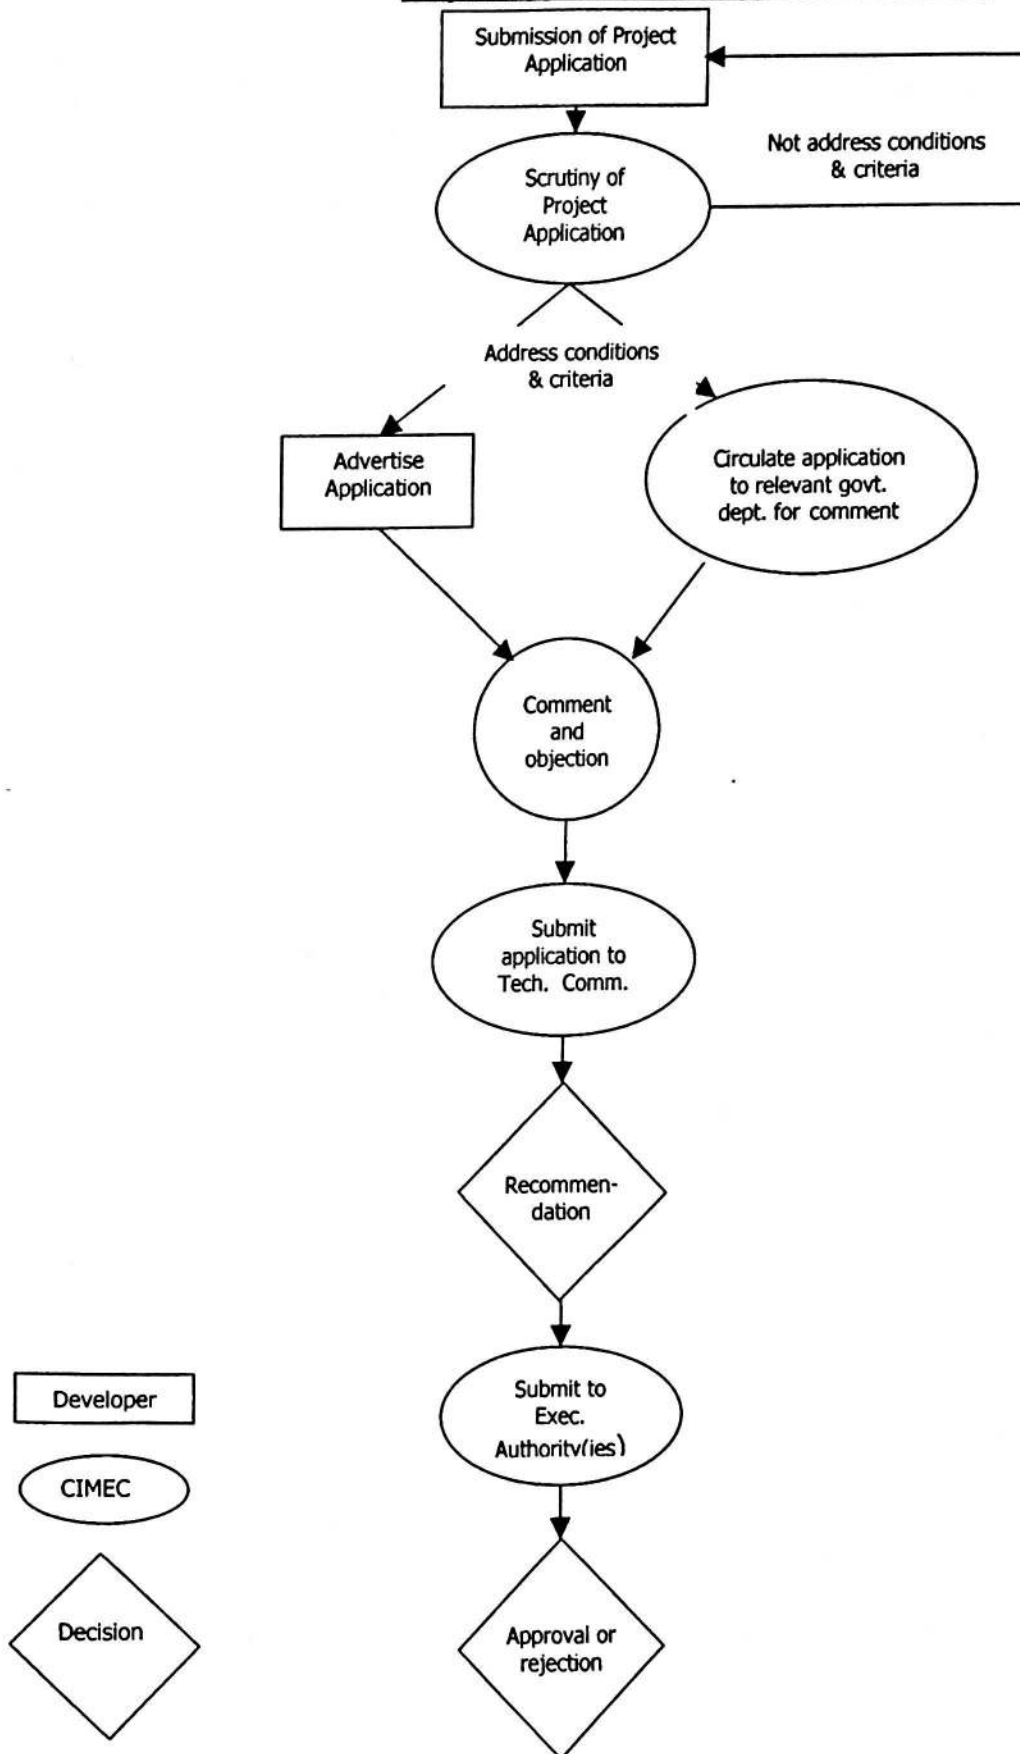 Submission of Project
Application
Not address conditions
& criteria
Scrutiny of
Project
Application
Address conditions
& criteria
Advertise
Application
Circulate application
to relevant govt.
dept. for comment
Comment
and
objection
Submit
application to
Tech. Comm.
Recommen-
dation
Submit to
Exec.
Authority(ies)
Approval or
rejection
Developer
CIMEC
Decision